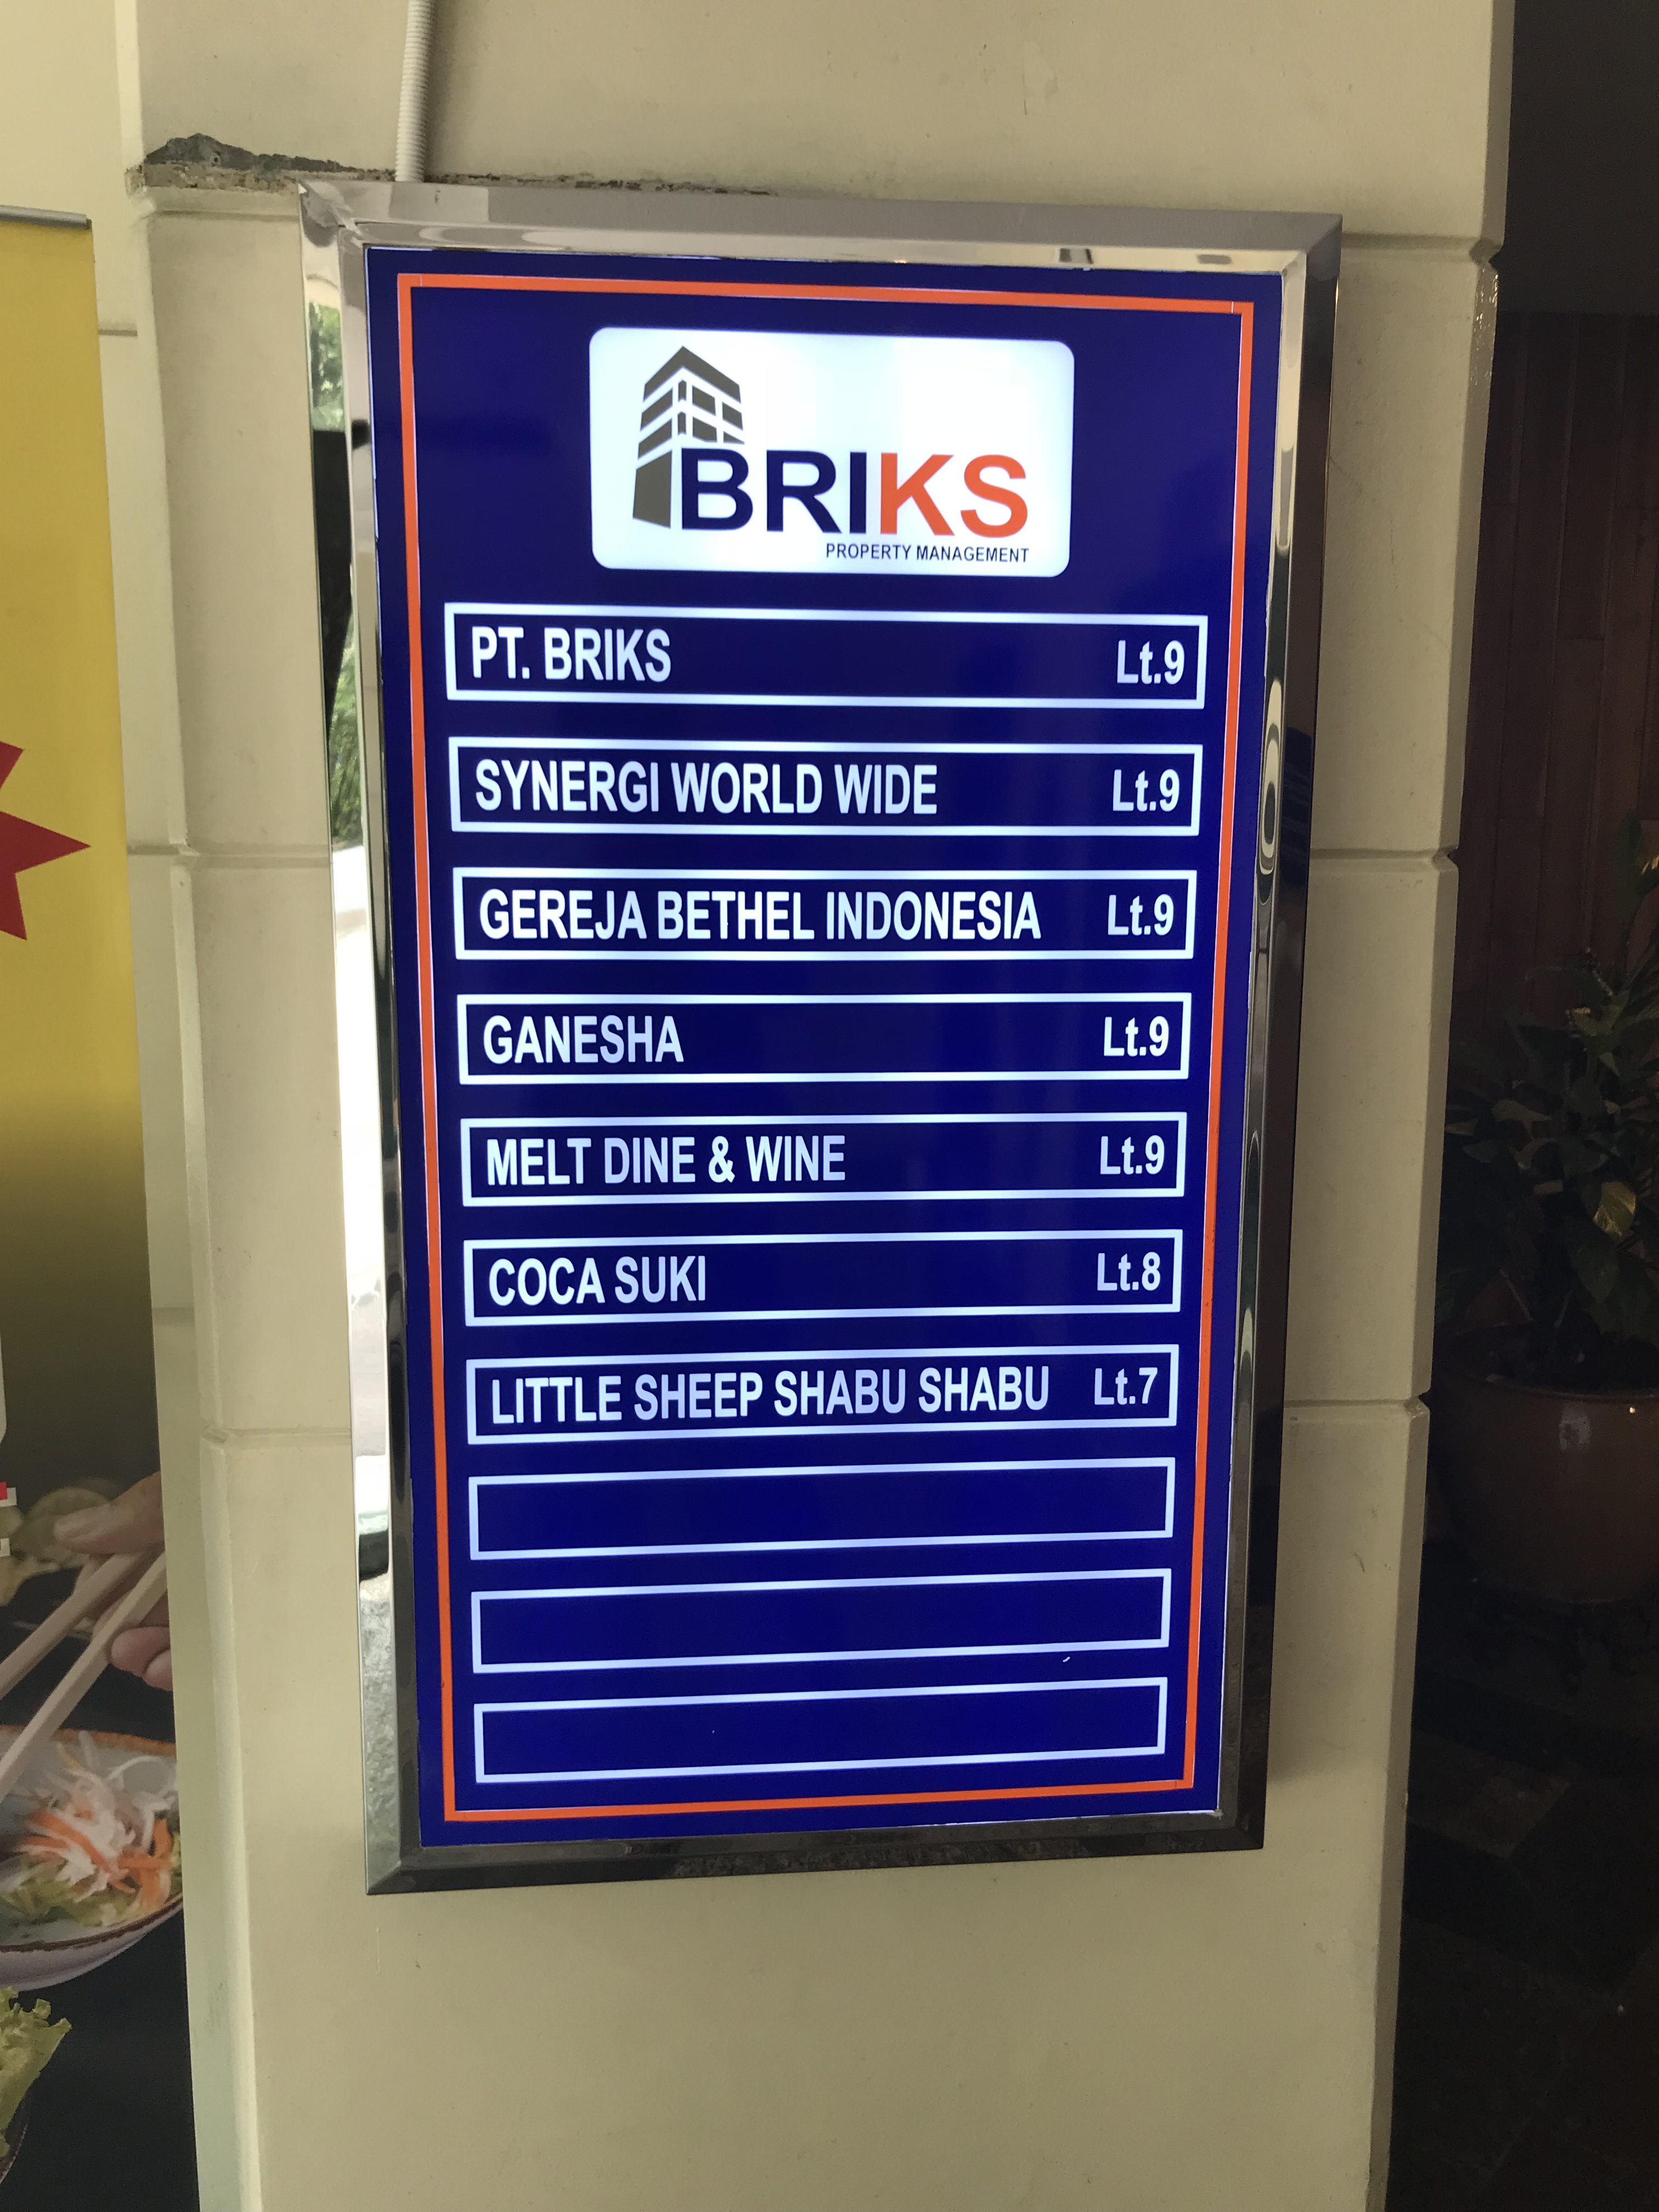 BRIKS
PROPERTY MANAGEMENT
PT. BRIKS Lt.9
SYNERGI WORLD WIDE Lt.9
GEREJA BETHEL INDONESIA Lt.9
GANESHA Lt.9
MELT DINE & WINE Lt.9
COCA SUKI Lt.8
LITTLE SHEEP SHABU SHABU Lt.7